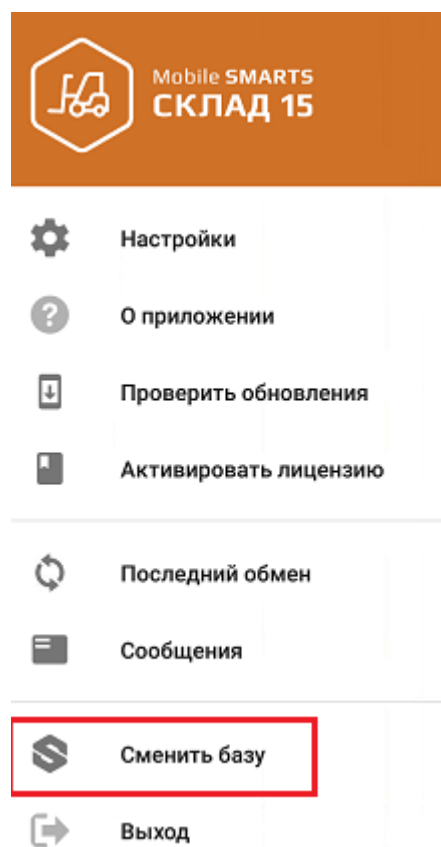 Mobile SMARTS
СКЛАД 15
Настройки
О приложении
Проверить обновления
Активировать лицензию
Последний обмен
Сообщения
Сменить базу
Выход